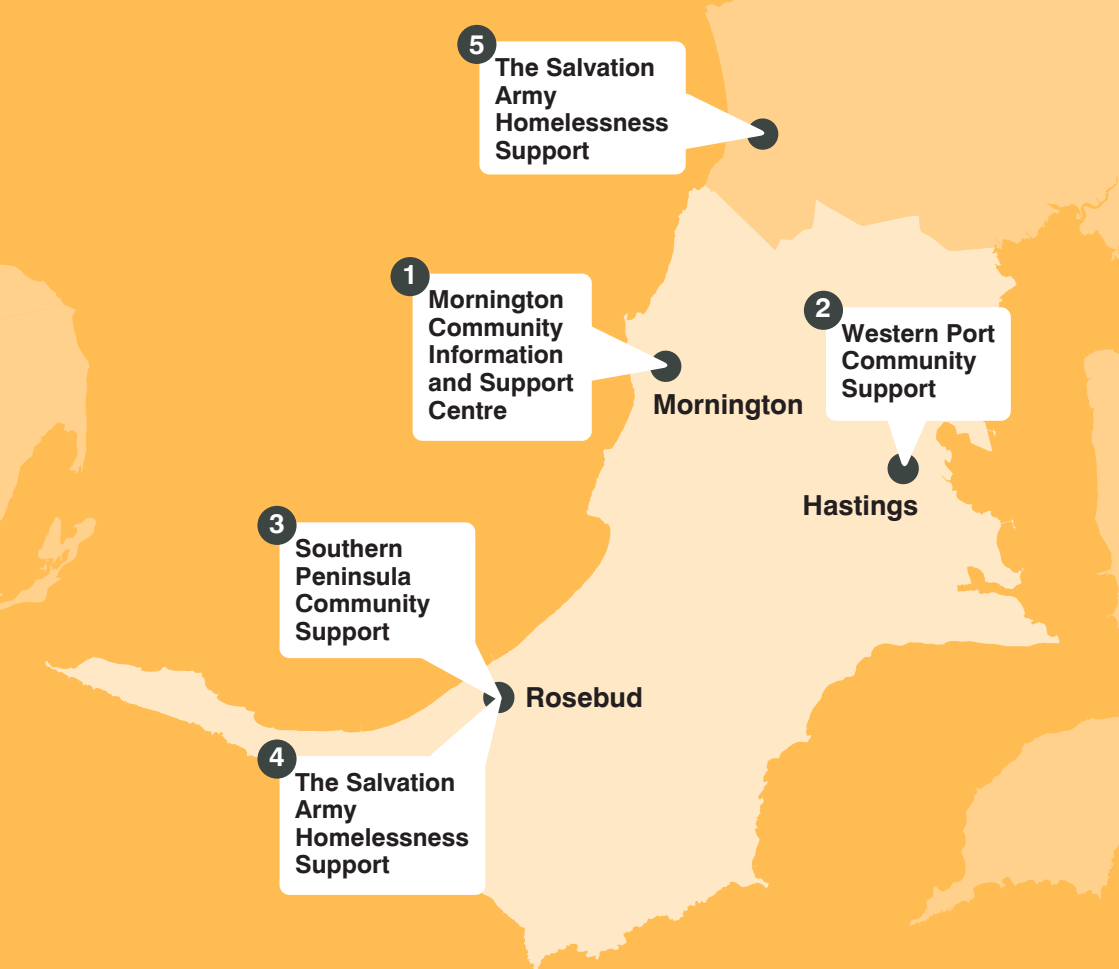 5
The Salvation
Army
Homelessness
Support
1
Mornington
Community
Information
and Support
Centre
Mornington
2
Western Port
Community
Support
Hastings
3
Southern
Peninsula
Community
Support
Rosebud
4
The Salvation
Army
Homelessness
Support